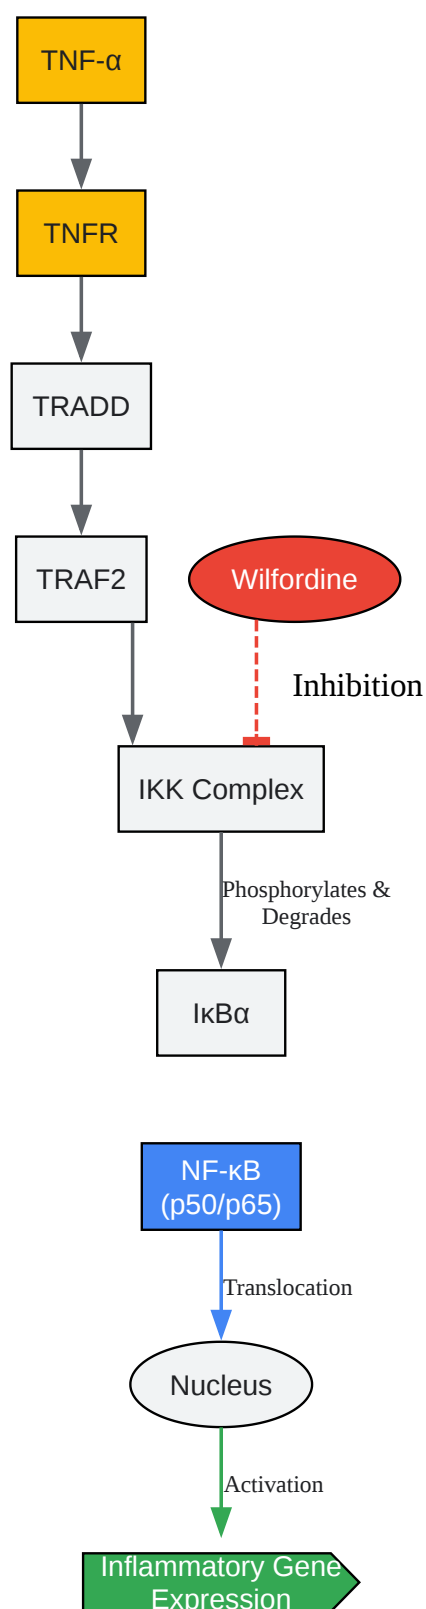 TNF-α
TNFR
TRADD
TRAF2
Wilfordine
Inhibition
IKK Complex
Phosphorylates &
Degrades
IκBα
NF-κB
(p50/p65)
Translocation
Nucleus
Activation
Inflammatory Gene
Expression